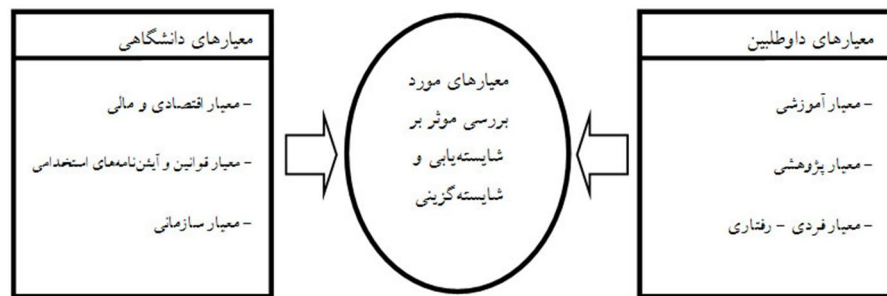 معیارهای داوطلبین
- معیار آموزشی
- معیار پژوهشی
- معیار فردی - رفتاری
معیارهای مورد
بررسی موثر بر
شایسته‌یابی و
شایسته‌گزینی
معیارهای دانشگاهی
- معیار اقتصادی و مالی
- معیار قوانین و آیئن‌نامه‌های استخدامی
- معیار سازمانی